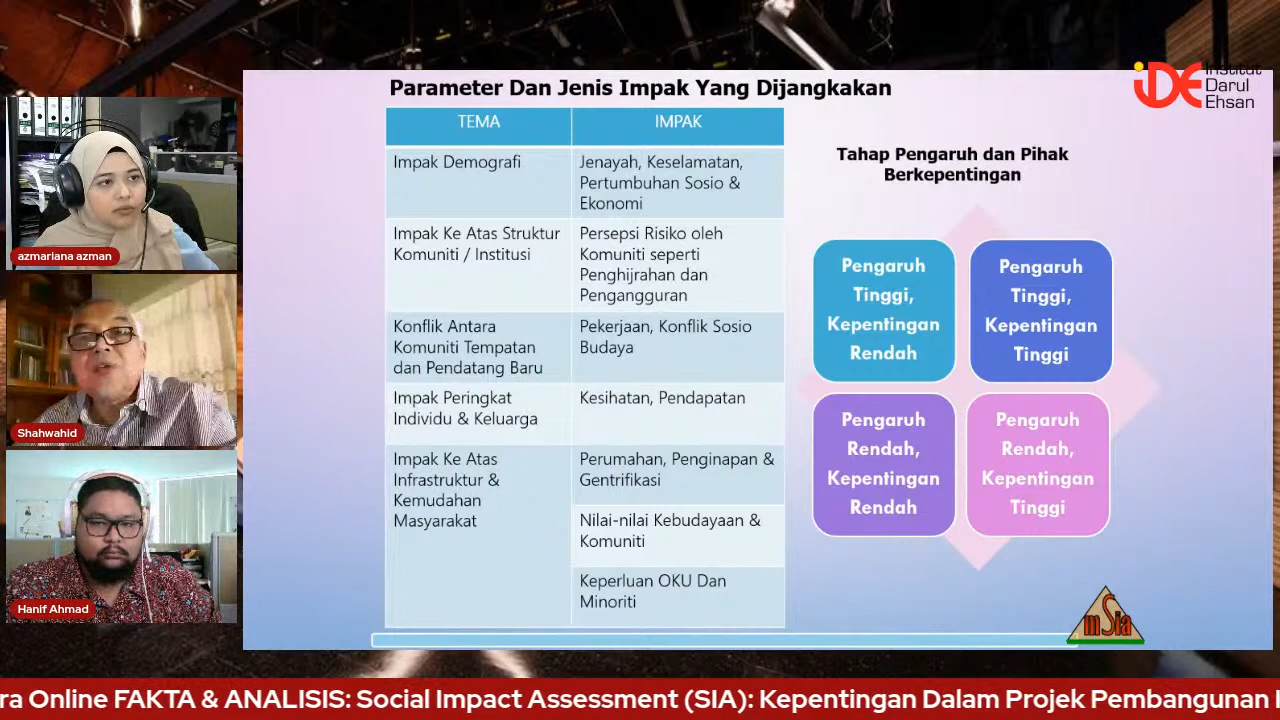 Parameter Dan Jenis Impak Yang Dijangkakan
TEMA
IMPAK
Impak Demografi
Jenayah, Keselamatan,
Pertumbuhan Sosio &
Ekonomi
Impak Ke Atas Struktur
Komuniti / Institusi
Persepsi Risiko oleh
Komuniti seperti
Penghijrahan dan
Pengangguran
Konflik Antara
Komuniti Tempatan
dan Pendatang Baru
Pekerjaan, Konflik Sosio
Budaya
Impak Peringkat
Individu & Keluarga
Kesihatan, Pendapatan
Impak Ke Atas
Infrastruktur &
Kemudahan
Masyarakat
Perumahan, Penginapan &
Gentrifikasi
Nilai-nilai Kebudayaan &
Komuniti
Keperluan OKU Dan
Minoriti
Tahap Pengaruh dan Pihak
Berkepentingan
Pengaruh
Tinggi,
Kepentingan
Rendah
Pengaruh
Tinggi,
Kepentingan
Tinggi
Pengaruh
Rendah,
Kepentingan
Rendah
Pengaruh
Rendah,
Kepentingan
Tinggi
mSia
iDE
Institut
Darul
Ehsan
azmariana azman
Shahwahid
Hanif Ahmad
ra Online FAKTA & ANALISIS: Social Impact Assessment (SIA): Kepentingan Dalam Projek Pembangunan